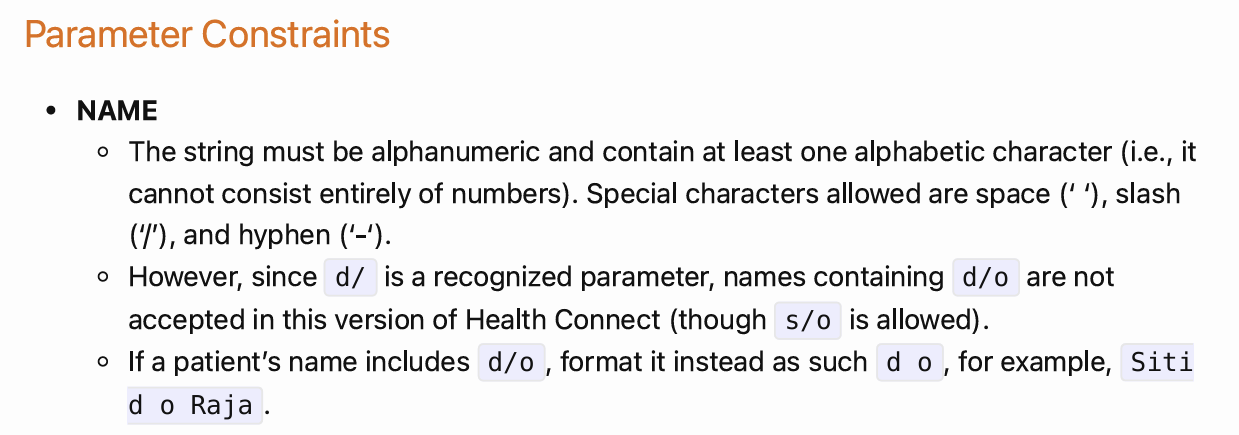 Parameter Constraints
• NAME
◦ The string must be alphanumeric and contain at least one alphabetic character (i.e., it
cannot consist entirely of numbers). Special characters allowed are space (‘ ‘), slash
(‘/’), and hyphen (‘-‘).
◦ However, since d/ is a recognized parameter, names containing d/o are not
accepted in this version of Health Connect (though s/o is allowed).
◦ If a patient’s name includes d/o, format it instead as such d o, for example, Siti
d o Raja.